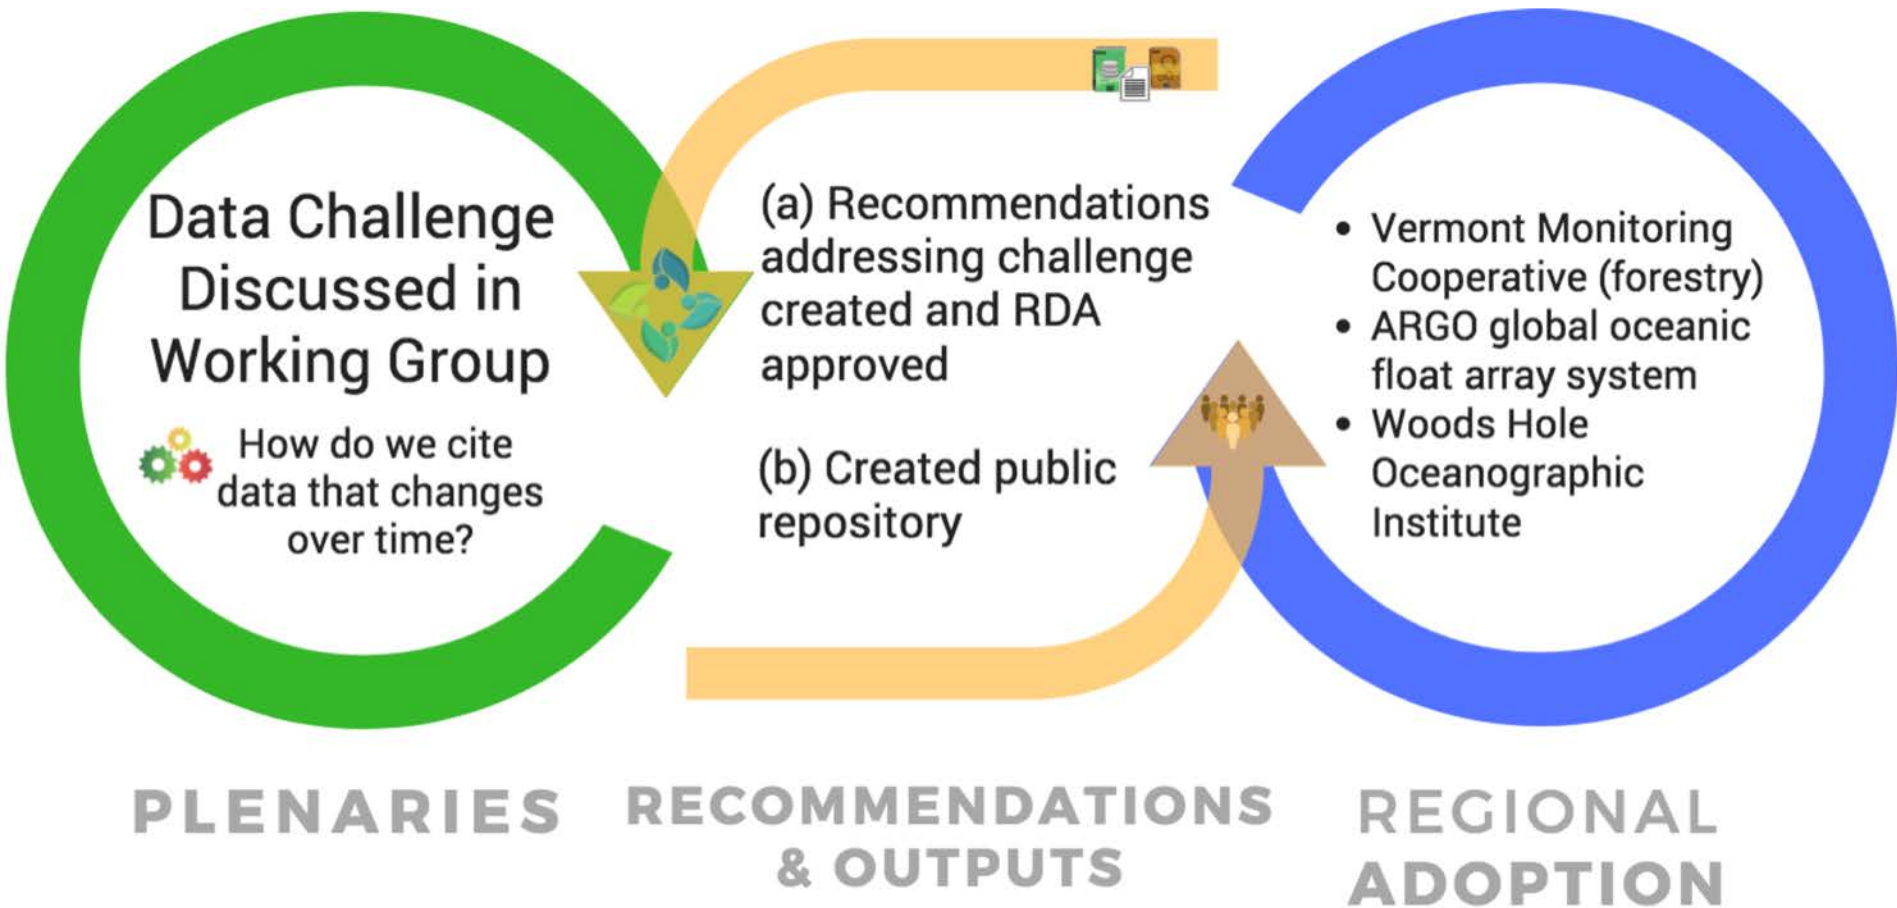 Data Challenge
Discussed in
Working Group
How do we cite
data that changes
over time?
(a) Recommendations
addressing challenge
created and RDA
approved
(b) Created public
repository
• Vermont Monitoring
Cooperative (forestry)
• ARGO global oceanic
float array system
• Woods Hole
Oceanographic
Institute
PLENARIES
RECOMMENDATIONS
& OUTPUTS
REGIONAL
ADOPTION